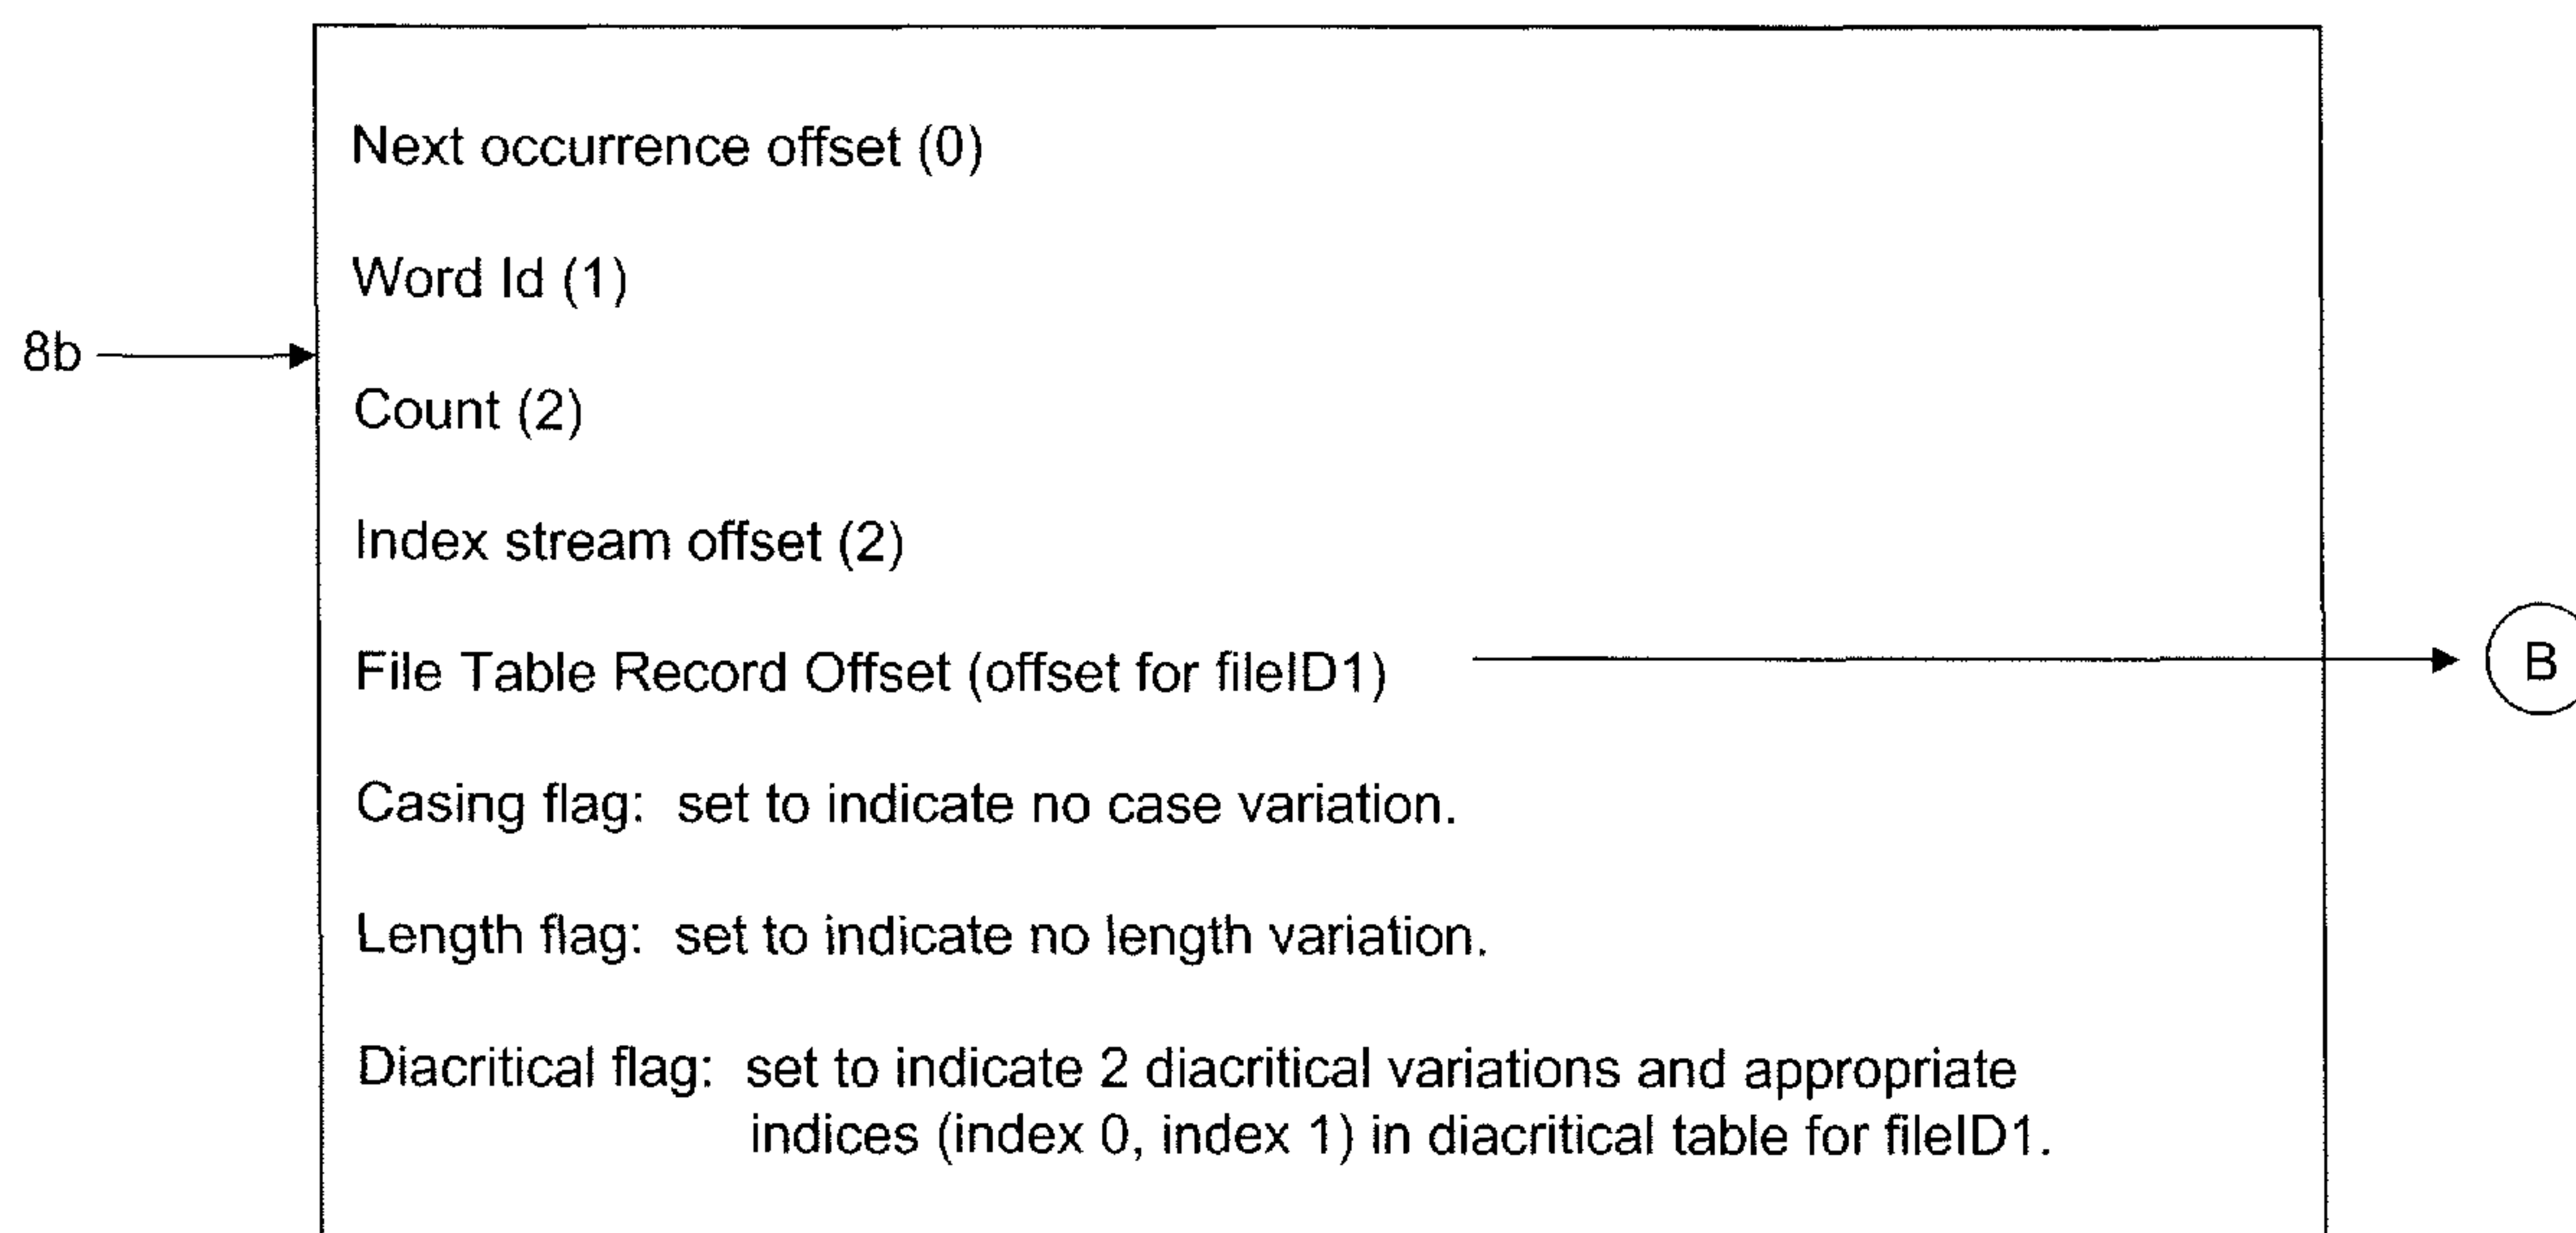 Next occurrence offset (0)
Word Id (1)
8b
Count (2)
Index stream offset (2)
File Table Record Offset (offset for fileID1)
B
Casing flag: set to indicate no case variation.
Length flag: set to indicate no length variation.
Diacritical flag: set to indicate 2 diacritical variations and appropriate
indices (index 0, index 1) in diacritical table for fileID1.